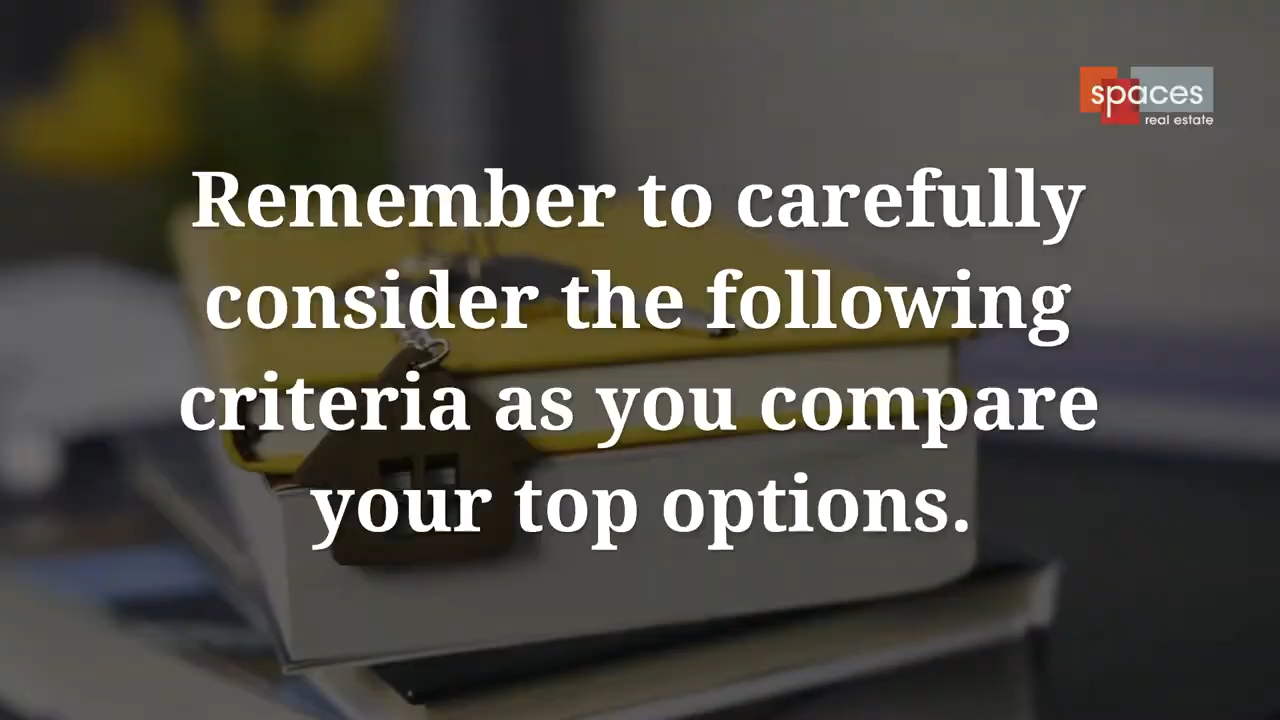 spaces
real estate
Remember to carefully
consider the following
criteria as you compare
your top options.